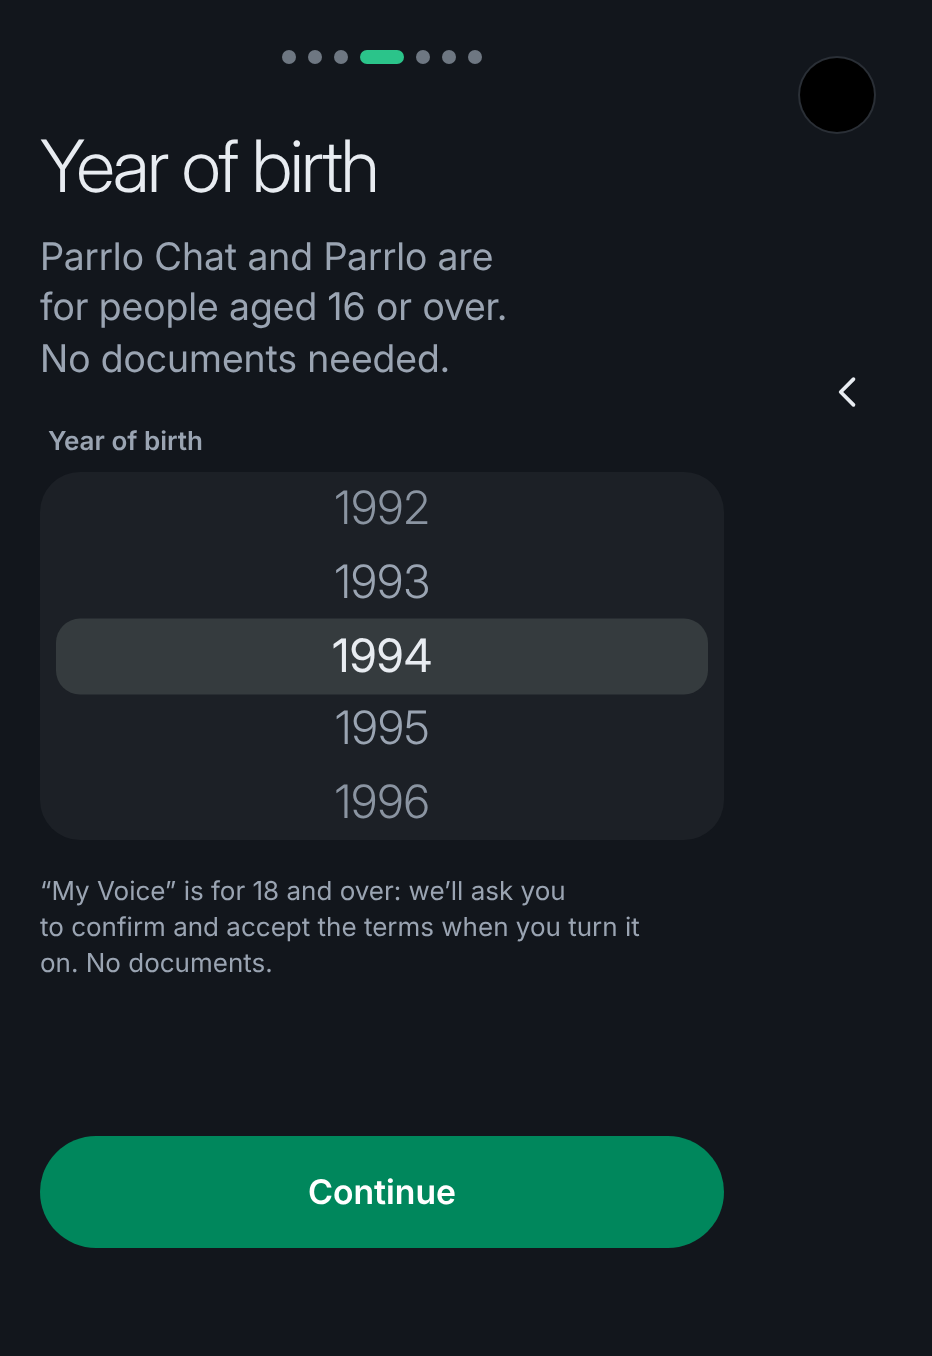 Year of birth
Parrlo Chat and Parrlo are
for people aged 16 or over.
No documents needed.
Year of birth
1992
1993
1994
1995
1996
“My Voice” is for 18 and over: we’ll ask you
to confirm and accept the terms when you turn it
on. No documents.
Continue